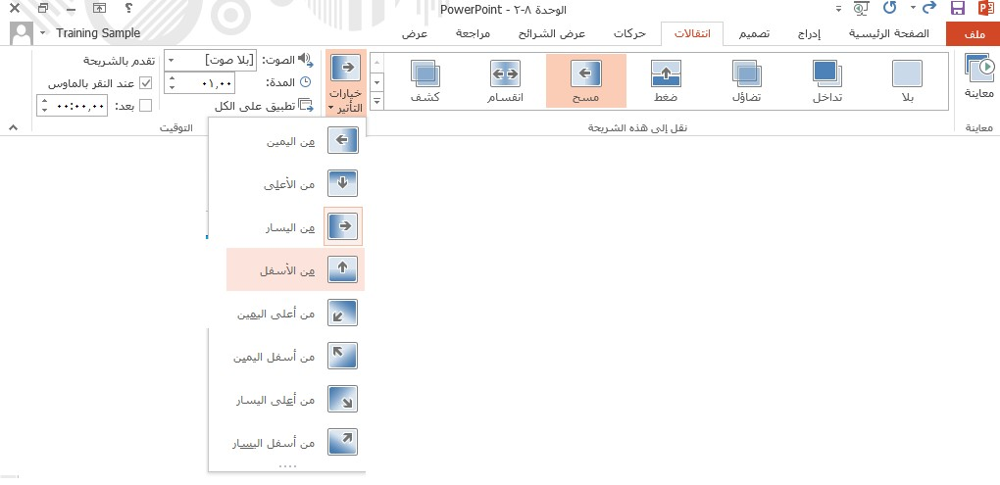 الوحدة ٨-٢ - PowerPoint
Training Sample
ملف
الصفحة الرئيسية
إدراج
تصميم
انتقالات
حركات
عرض الشرائح
مراجعة
عرض
معاينة
معاينة
بلا
تداخل
تضاؤل
ضغط
مسح
انقسام
كشف
نقل إلى هذه الشريحة
خيارات
التأثير
الصوت: [بلا صوت]
المدة: ٠١,٠٠
تطبيق على الكل
تقدم بالشريحة
عند النقر بالماوس
بعد: ٠٠:٠٠,٠٠
التوقيت
من اليمين
من الأعلى
من اليسار
من الأسفل
من أعلى اليمين
من أسفل اليمين
من أعلى اليسار
من أسفل اليسار